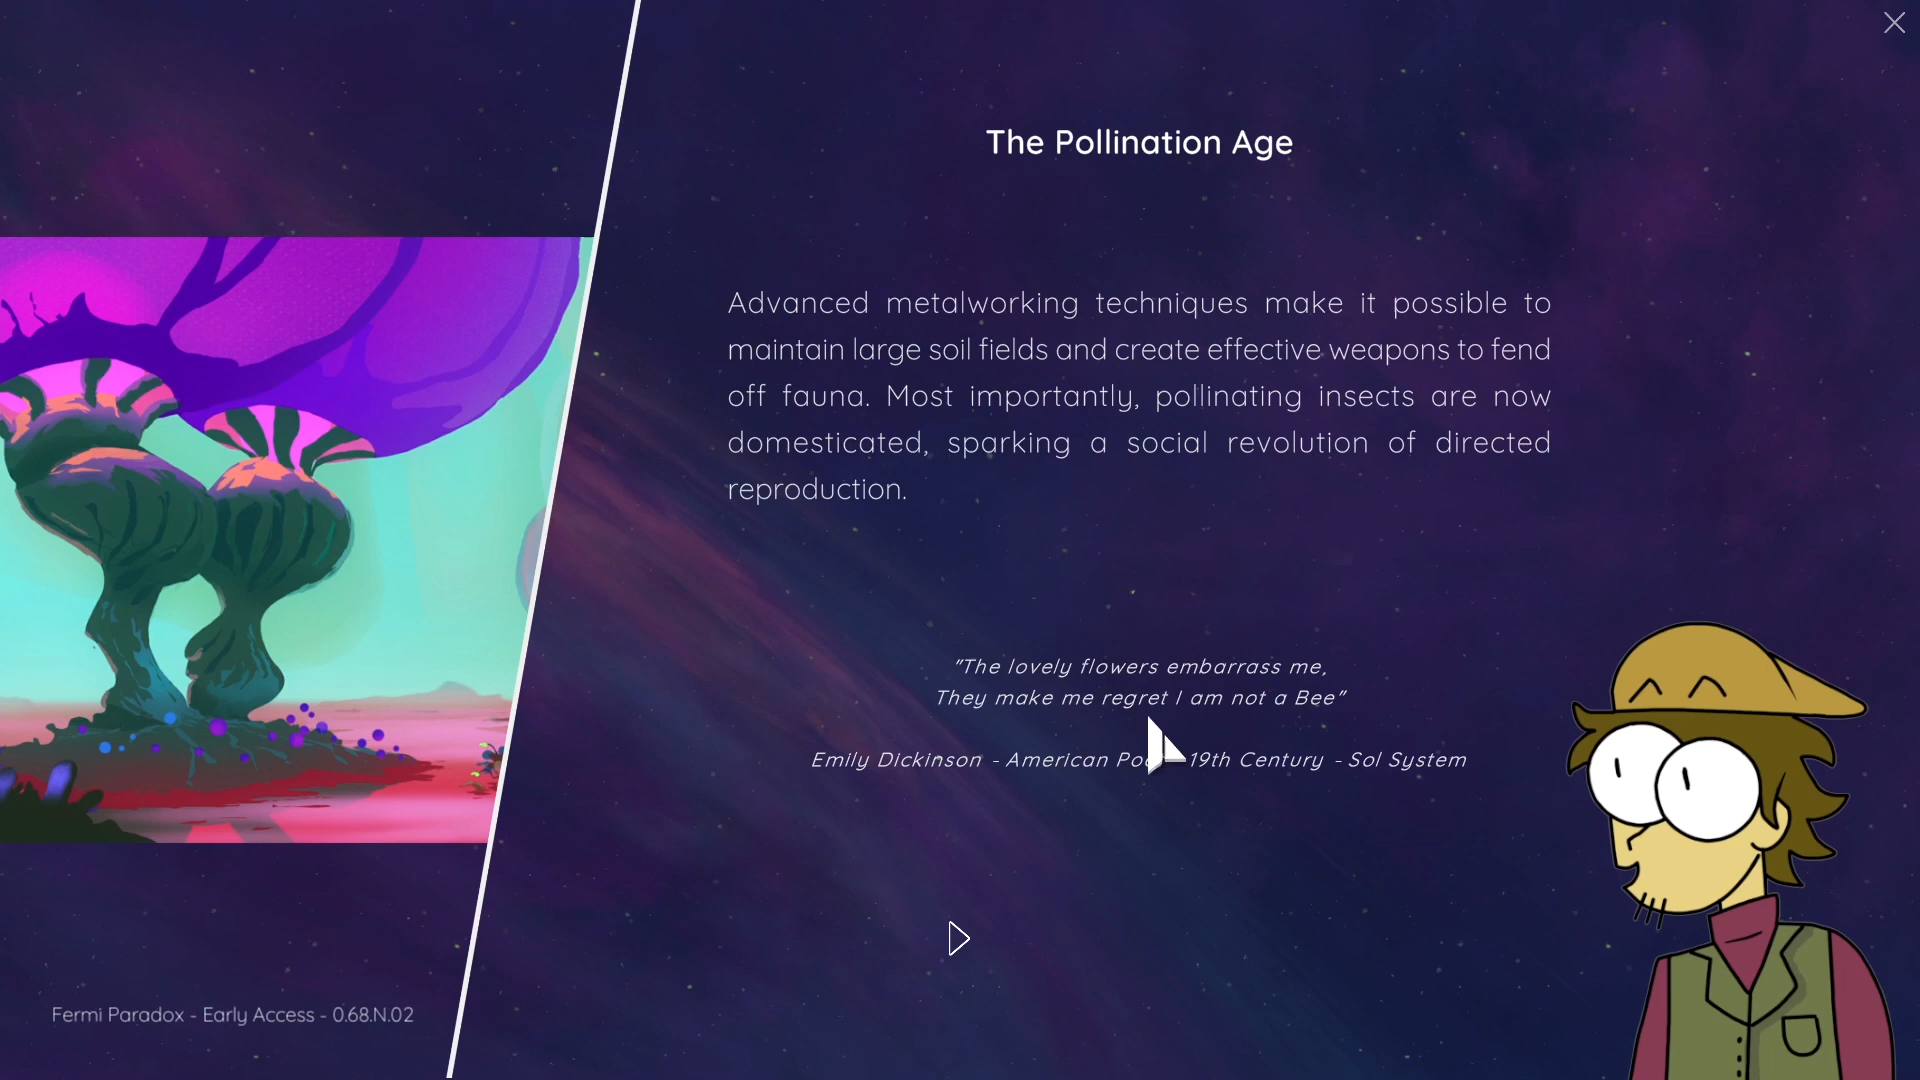 The Pollination Age
Advanced metalworking techniques make it possible to
maintain large soil fields and create effective weapons to fend
off fauna. Most importantly, pollinating insects are now
domesticated, sparking a social revolution of directed
reproduction.
"The lovely flowers embarrass me,
They make me regret I am not a Bee"
Emily Dickinson - American 19th Century - Sol System
Fermi Paradox - Early Access - 0.68.N.02